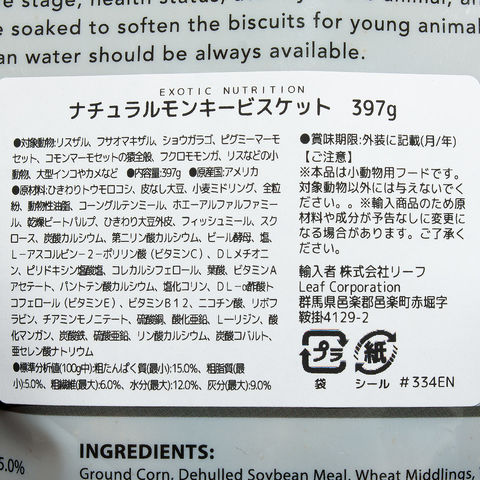 stage, health status,
e soaked to soften the biscuits for young animal
an water should be always available.
EXOTIC NUTRITION
ナチュラルモンキービスケット 397g
●対象動物:リスザル、フサオマキザル、ショウガラゴ、ピグミーマーモ
セット、コモンマーモセットの猿全般、フクロモモンガ、リスなどの小
動物、大型インコやカメなど ●内容量:397g ●原産国:アメリカ
●原材料:ひきわりトウモロコシ、皮なし大豆、小麦ミドリング、全粒
粉、動物性油脂、コーングルテンミール、ホエーアルファルファミー
ル、乾燥ビートパルプ、ひきわり大豆外皮、フィッシュミール、スク
ロース、炭酸カルシウム、第二リン酸カルシウム、ビール酵母、塩、
L-アスコルビン-2-ポリリン酸(ビタミンC)、DLメチオニ
ン、ピリドキシン塩酸塩、コレカルシフェロール、葉酸、ビタミンA
アセテート、パントテン酸カルシウム、塩化コリン、DL-α酢酸ト
コフェロール(ビタミンE)、ビタミンB12、ニコチン酸、リボフ
ラビン、チアミンモノニテート、硫酸銅、酸化亜鉛、L-リジン、酸
化マンガン、炭酸鉄、硫酸亜鉛、リン酸カルシウム、炭酸コバルト、
亜セレン酸ナトリウム
●標準分析値(100g中):粗たんぱく質(最小):15.0%、粗脂質(最
小):5.0%、粗繊維(最大):6.0%、水分(最大):12.0%、灰分(最大):9.0%
●賞味期限:外装に記載(月/年)
【ご注意】
※本品は小動物用フードです。
対象動物以外には与えないでく
ださい。。※輸入商品のため原
材料や成分が予告なしに変更に
なる場合があります。ご了承く
ださい。
輸入者 株式会社リーフ
Leaf Corporation
群馬県邑楽郡邑楽町赤堀字
鞍掛4129-2
プラ 紙
袋 シール #334EN
5.0%
INGREDIENTS:
Ground Corn, Dehulled Soybean Meal, Wheat Middlings,